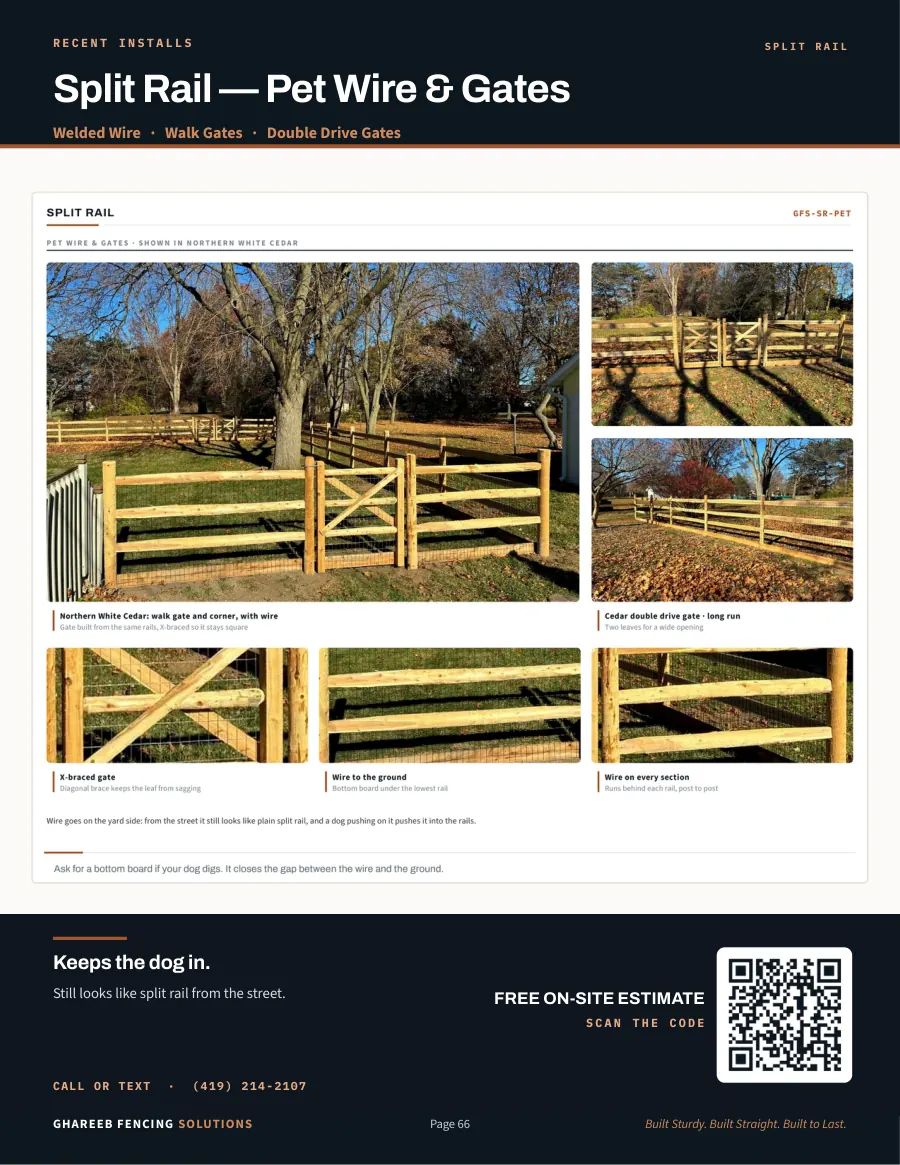 RECENT INSTALLS
SPLIT RAIL
Split Rail — Pet Wire & Gates
Welded Wire · Walk Gates · Double Drive Gates
SPLIT RAIL
GFS-SR-PET
PET WIRE & GATES · SHOWN IN NORTHERN WHITE CEDAR
Northern White Cedar: walk gate and corner, with wire
Gate built from the same rails, X-braced so it stays square
Cedar double drive gate · long run
Two leaves for a wide opening
X-braced gate
Diagonal brace keeps the leaf from sagging
Wire to the ground
Bottom board under the lowest rail
Wire on every section
Runs behind each rail, post to post
Wire goes on the yard side: from the street it still looks like plain split rail, and a dog pushing on it pushes it into the rails.
Ask for a bottom board if your dog digs. It closes the gap between the wire and the ground.
Keeps the dog in.
Still looks like split rail from the street.
FREE ON-SITE ESTIMATE
SCAN THE CODE
CALL OR TEXT · (419) 214-2107
GHAREEB FENCING SOLUTIONS
Page 66
Built Sturdy. Built Straight. Built to Last.